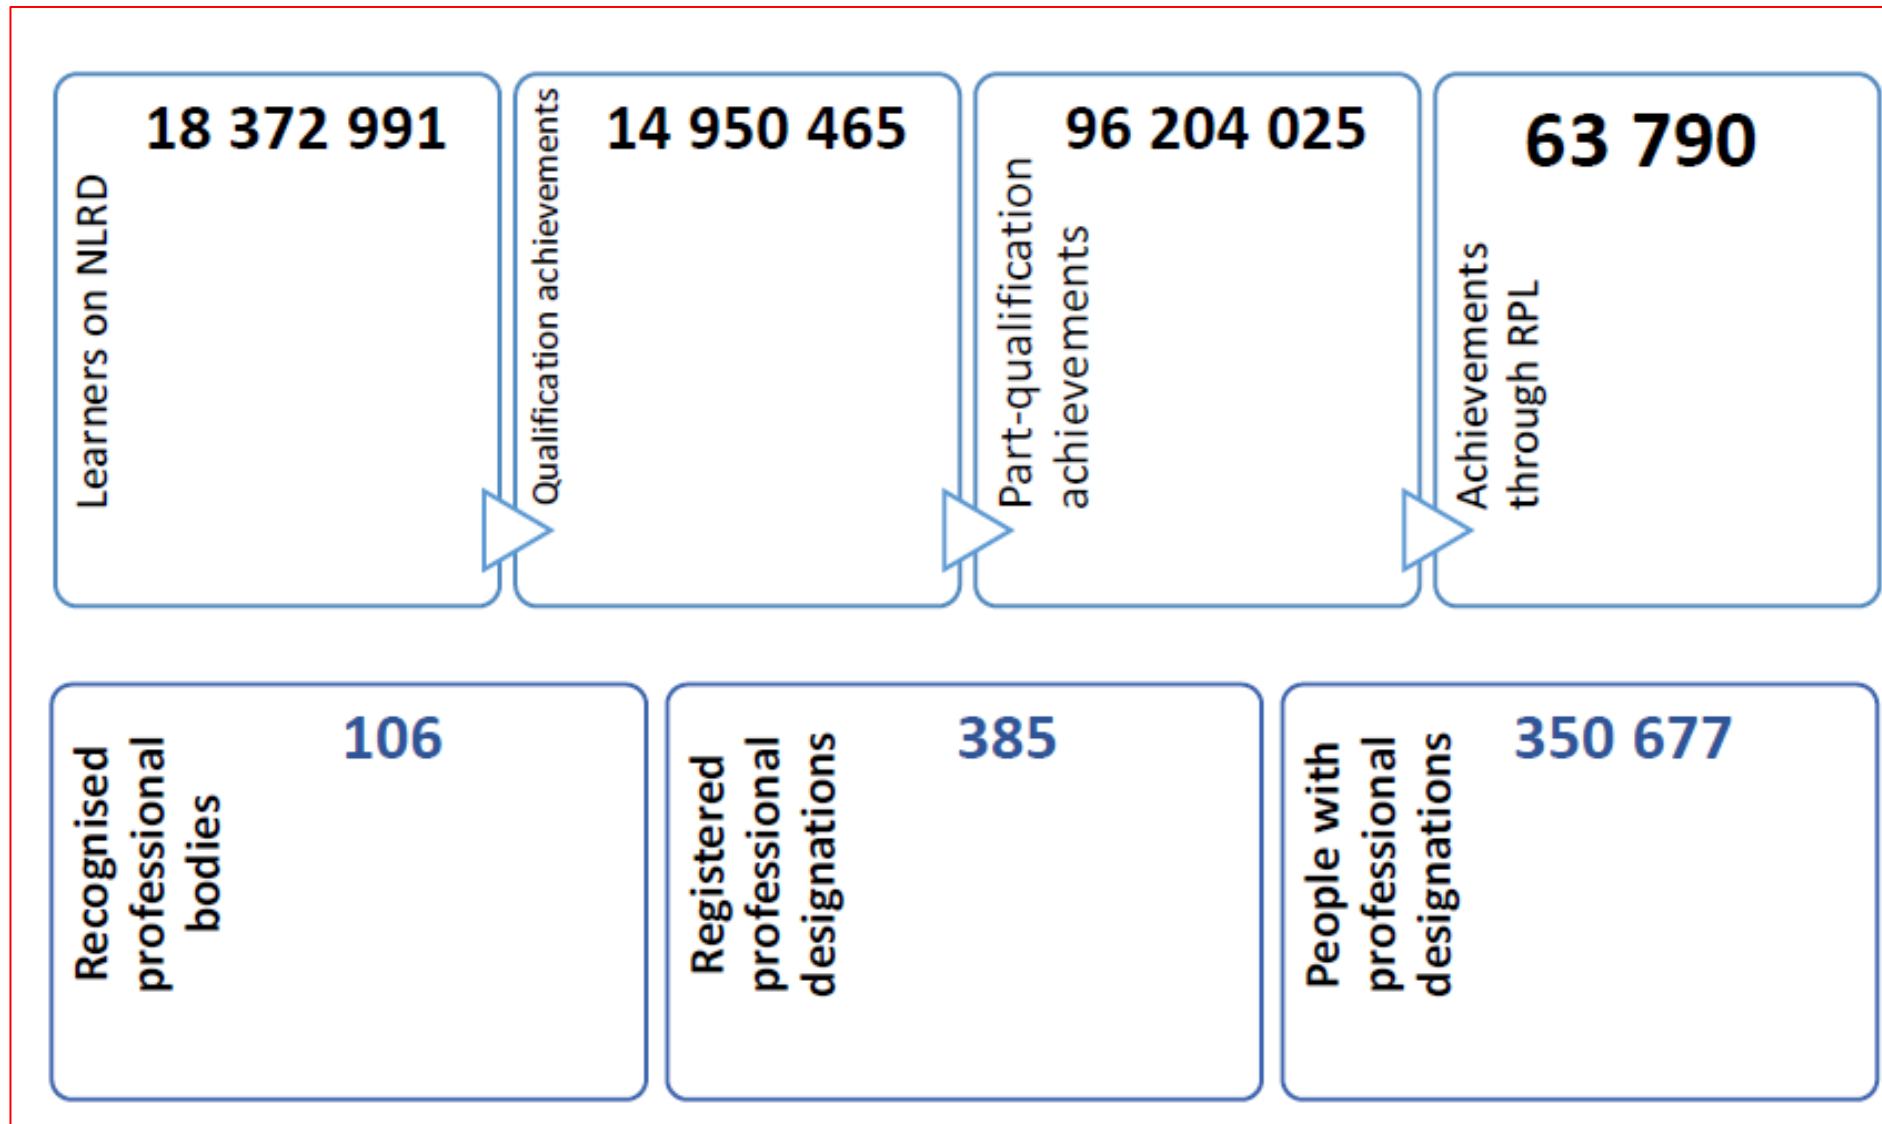 Learners on NLRD
18 372 991
Qualification achievements
14 950 465
Part-qualification
achievements
96 204 025
Achievements
through RPL
63 790
Recognised
professional
bodies
106
Registered
professional
designations
385
People with
professional
designations
350 677